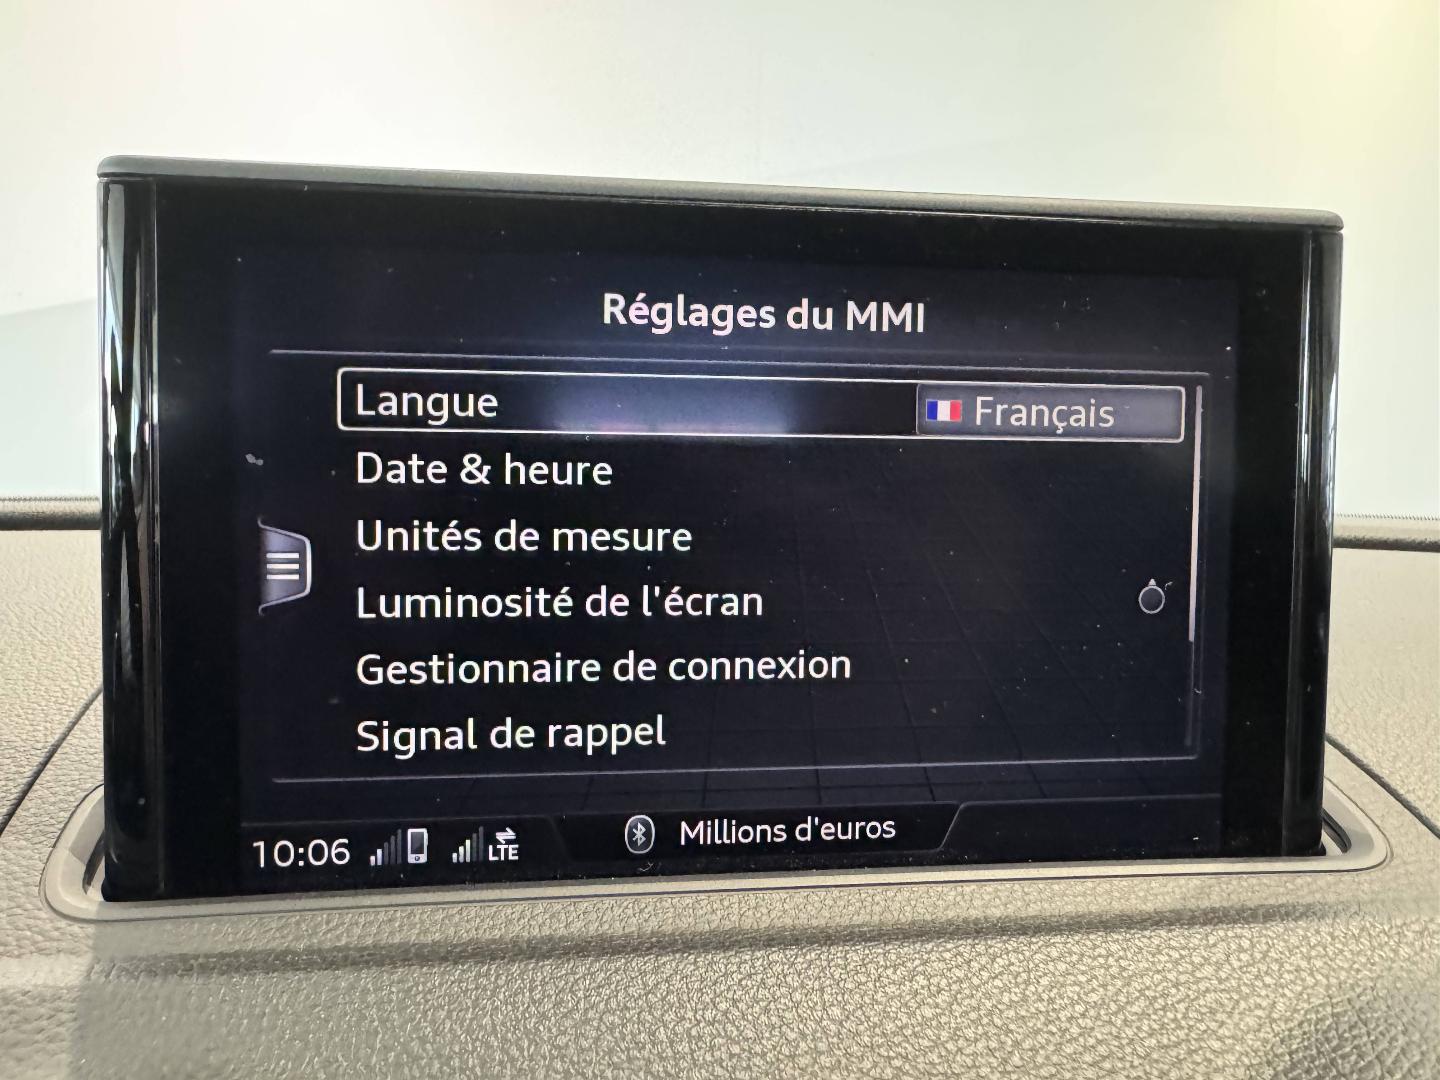 Réglages du MMI
Langue Français
Date & heure
Unités de mesure
Luminosité de l'écran
Gestionnaire de connexion
Signal de rappel
10:06 LTE Millions d'euros